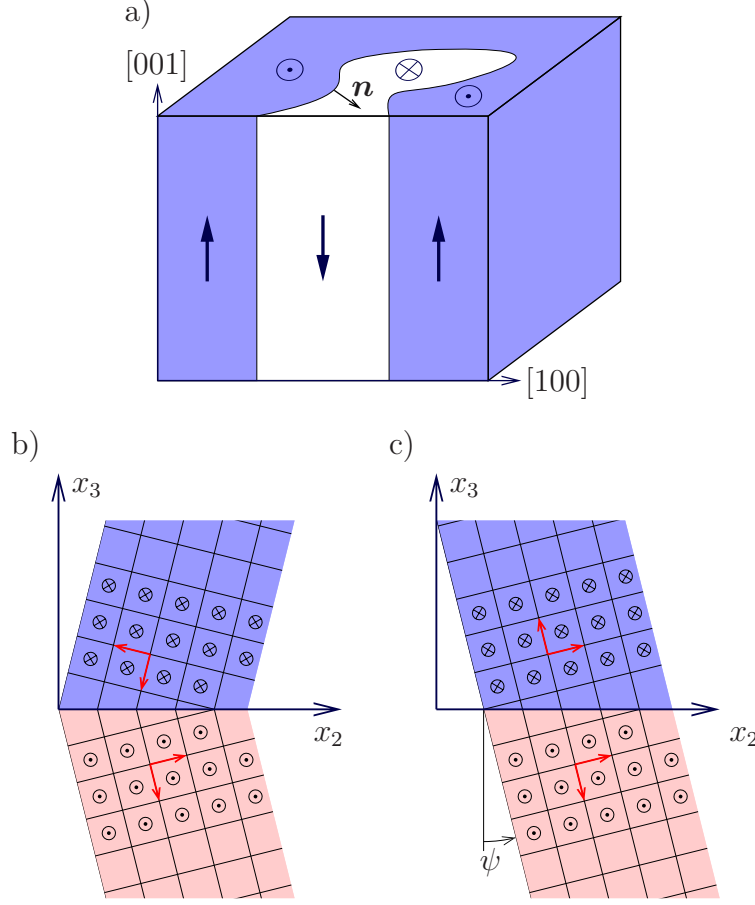 a)
[001]
n
[100]
b)
c)
x₃
x₃
x₂
x₂
ψ